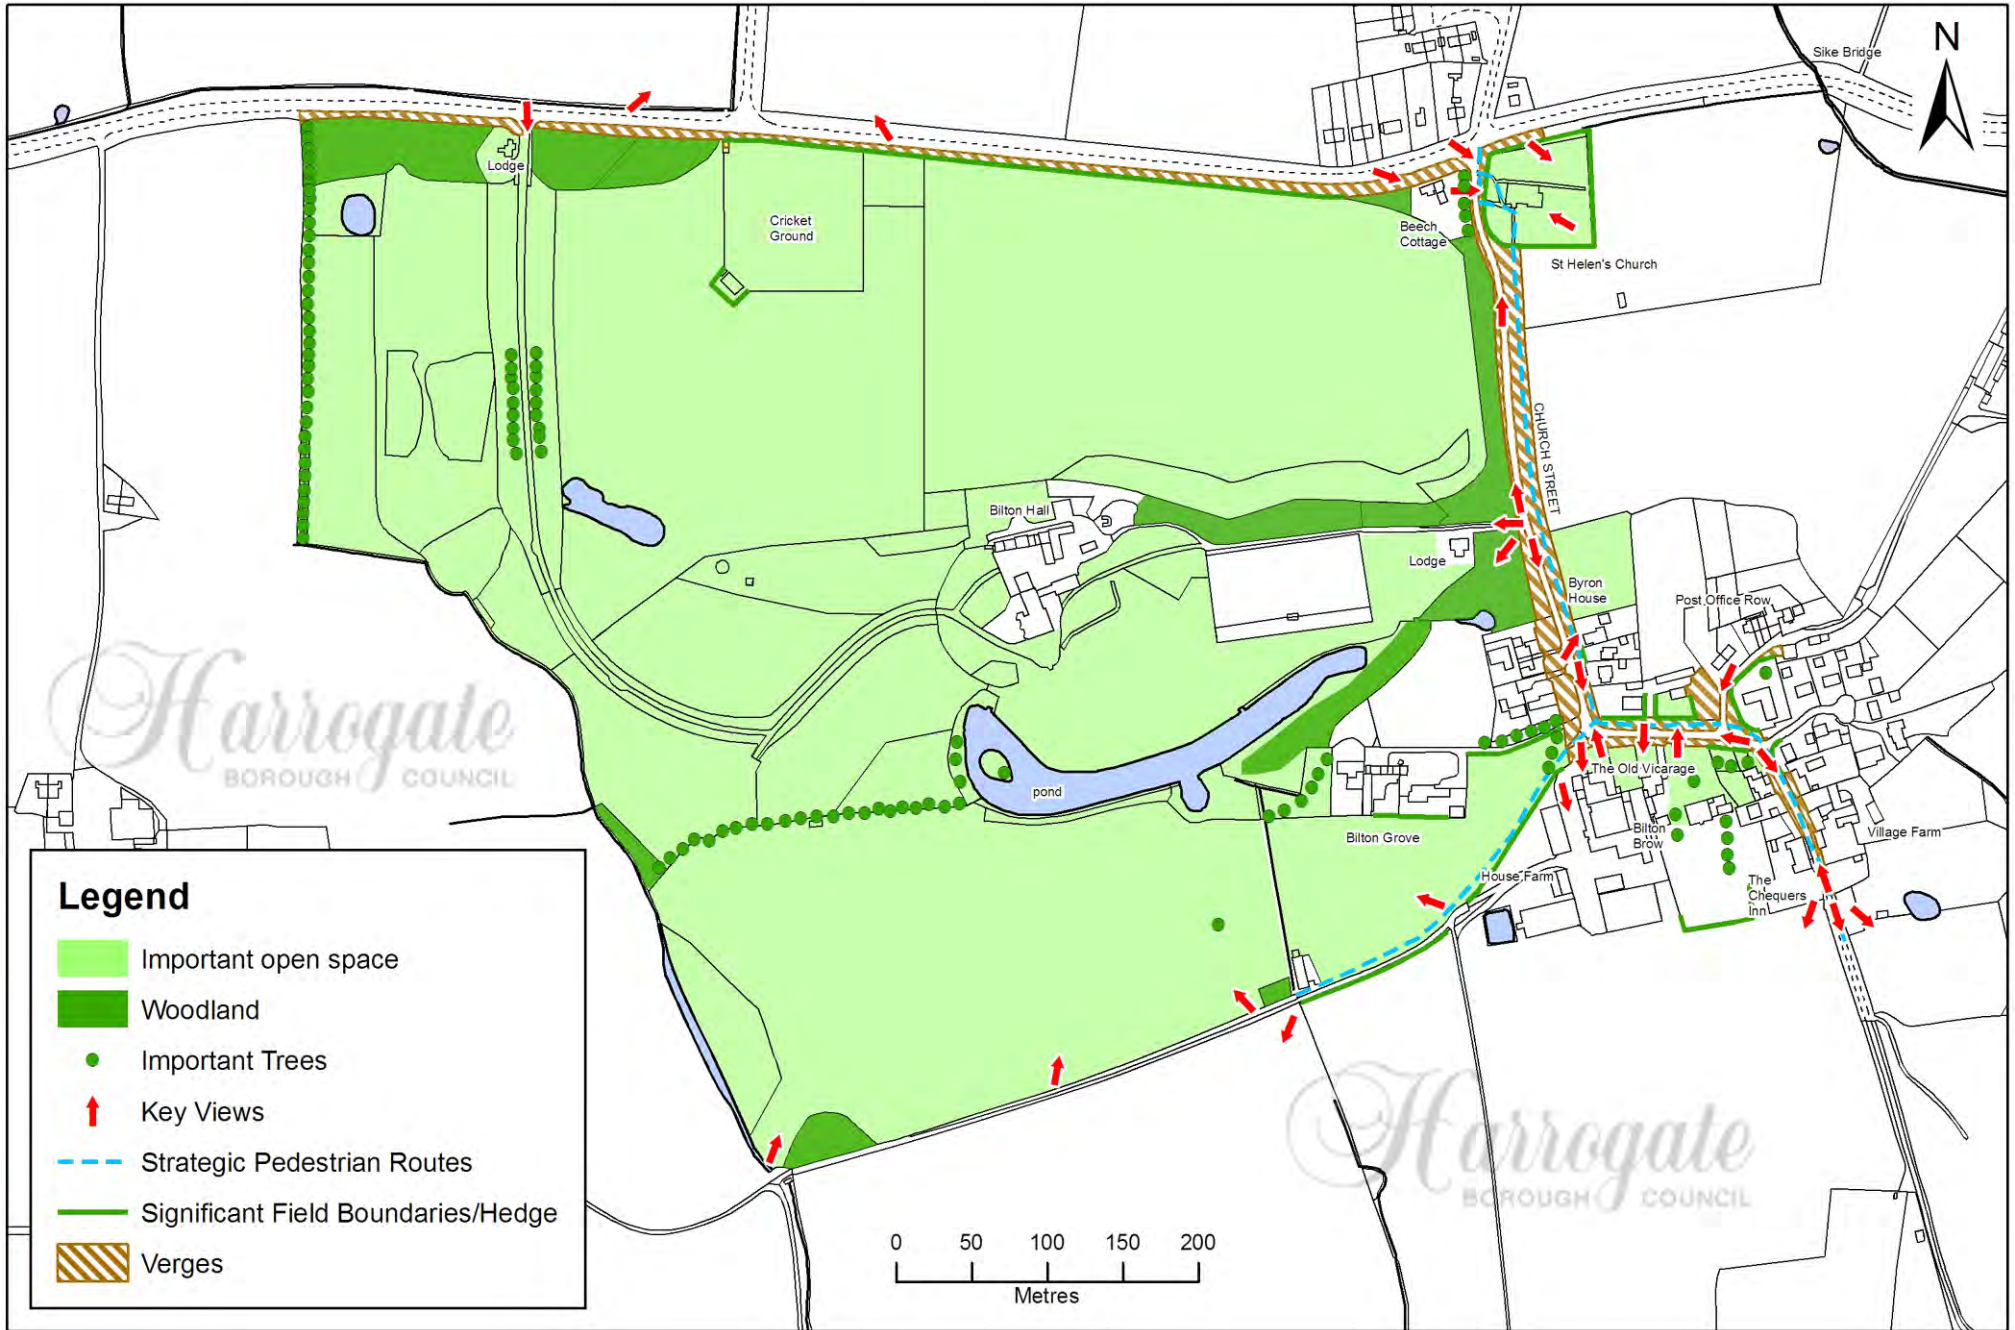 Sike Bridge
N
Lodge
Cricket
Ground
Beech
Cottage
St Helen's Church
CHURCH STREET
Bilton Hall
Lodge
Byron
House
Post Office Row
Harrogate
BOROUGH COUNCIL
The Old Vicarage
pond
Bilton Grove
Bilton
Brow
Village Farm
House Farm
The
Chequers
Inn
Legend
Important open space
Woodland
Important Trees
Key Views
Strategic Pedestrian Routes
Significant Field Boundaries/Hedge
Verges
Harrogate
BOROUGH COUNCIL
0 50 100 150 200
Metres